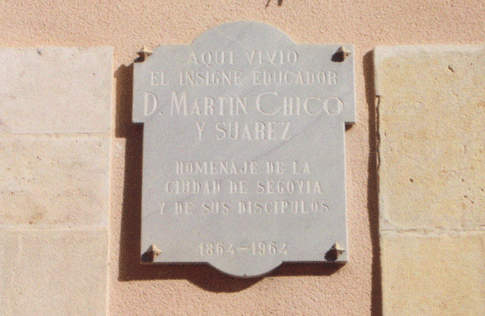 AQUI VIVIO
EL INSIGNE EDUCADOR
D. MARTIN CHICO
Y SUAREZ
HOMENAJE DE LA
CIUDAD DE SEGOVIA
Y DE SUS DISCIPULOS
1864-1964